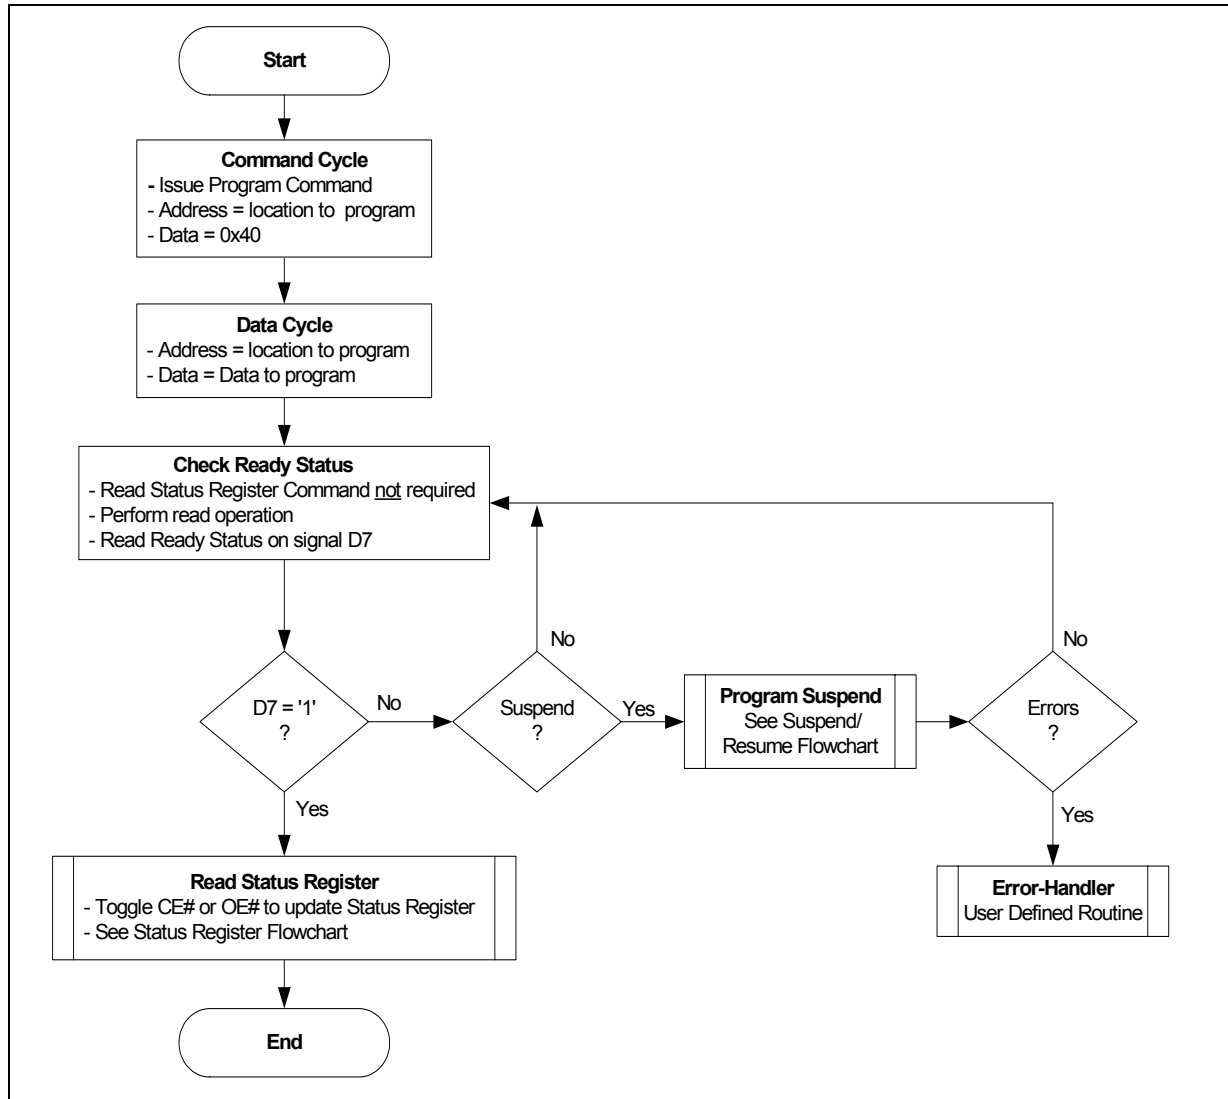 Start
Command Cycle
- Issue Program Command
- Address = location to program
- Data = 0x40
Data Cycle
- Address = location to program
- Data = Data to program
Check Ready Status
- Read Status Register Command not required
- Perform read operation
- Read Ready Status on signal D7
D7 = '1'
?
No
Yes
Suspend
?
No
Yes
Program Suspend
See Suspend/
Resume Flowchart
Errors
?
No
Yes
Error-Handler
User Defined Routine
Read Status Register
- Toggle CE# or OE# to update Status Register
- See Status Register Flowchart
End